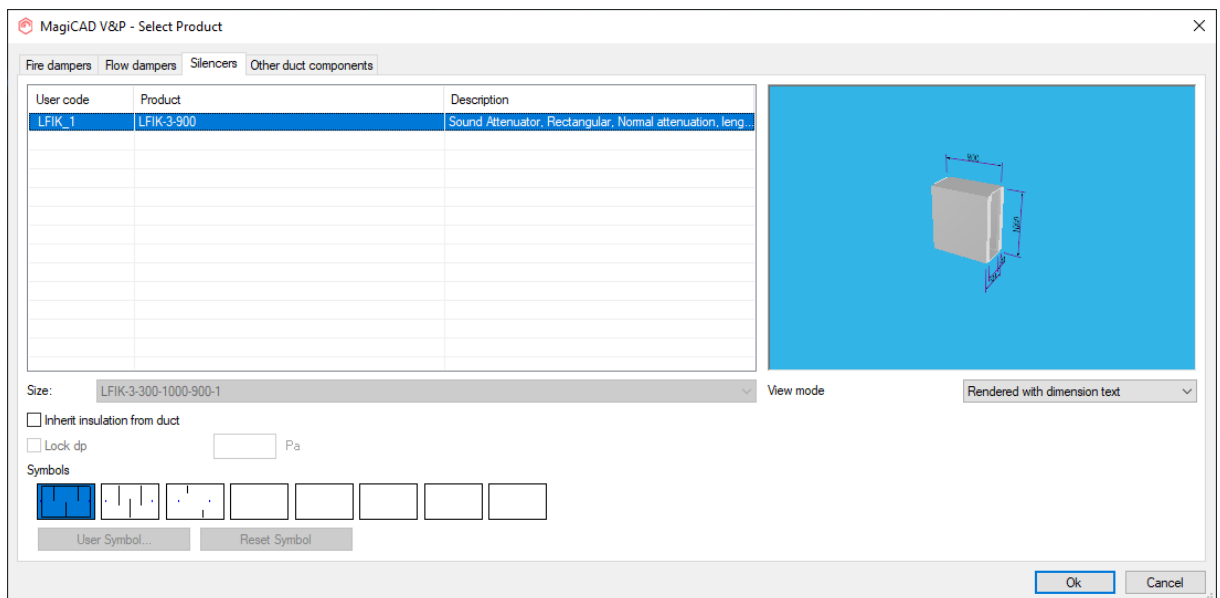 MagiCAD V&P - Select Product
Fire dampers Flow dampers Silencers Other duct components
User code Product Description
LFIK_1 LFIK-3-900 Sound Attenuator, Rectangular, Normal attenuation, leng...
900
1000
Size: LFIK-3-300-1000-900-1 View mode Rendered with dimension text
Inherit insulation from duct
Lock dp Pa
Symbols
User Symbol... Reset Symbol
Ok Cancel